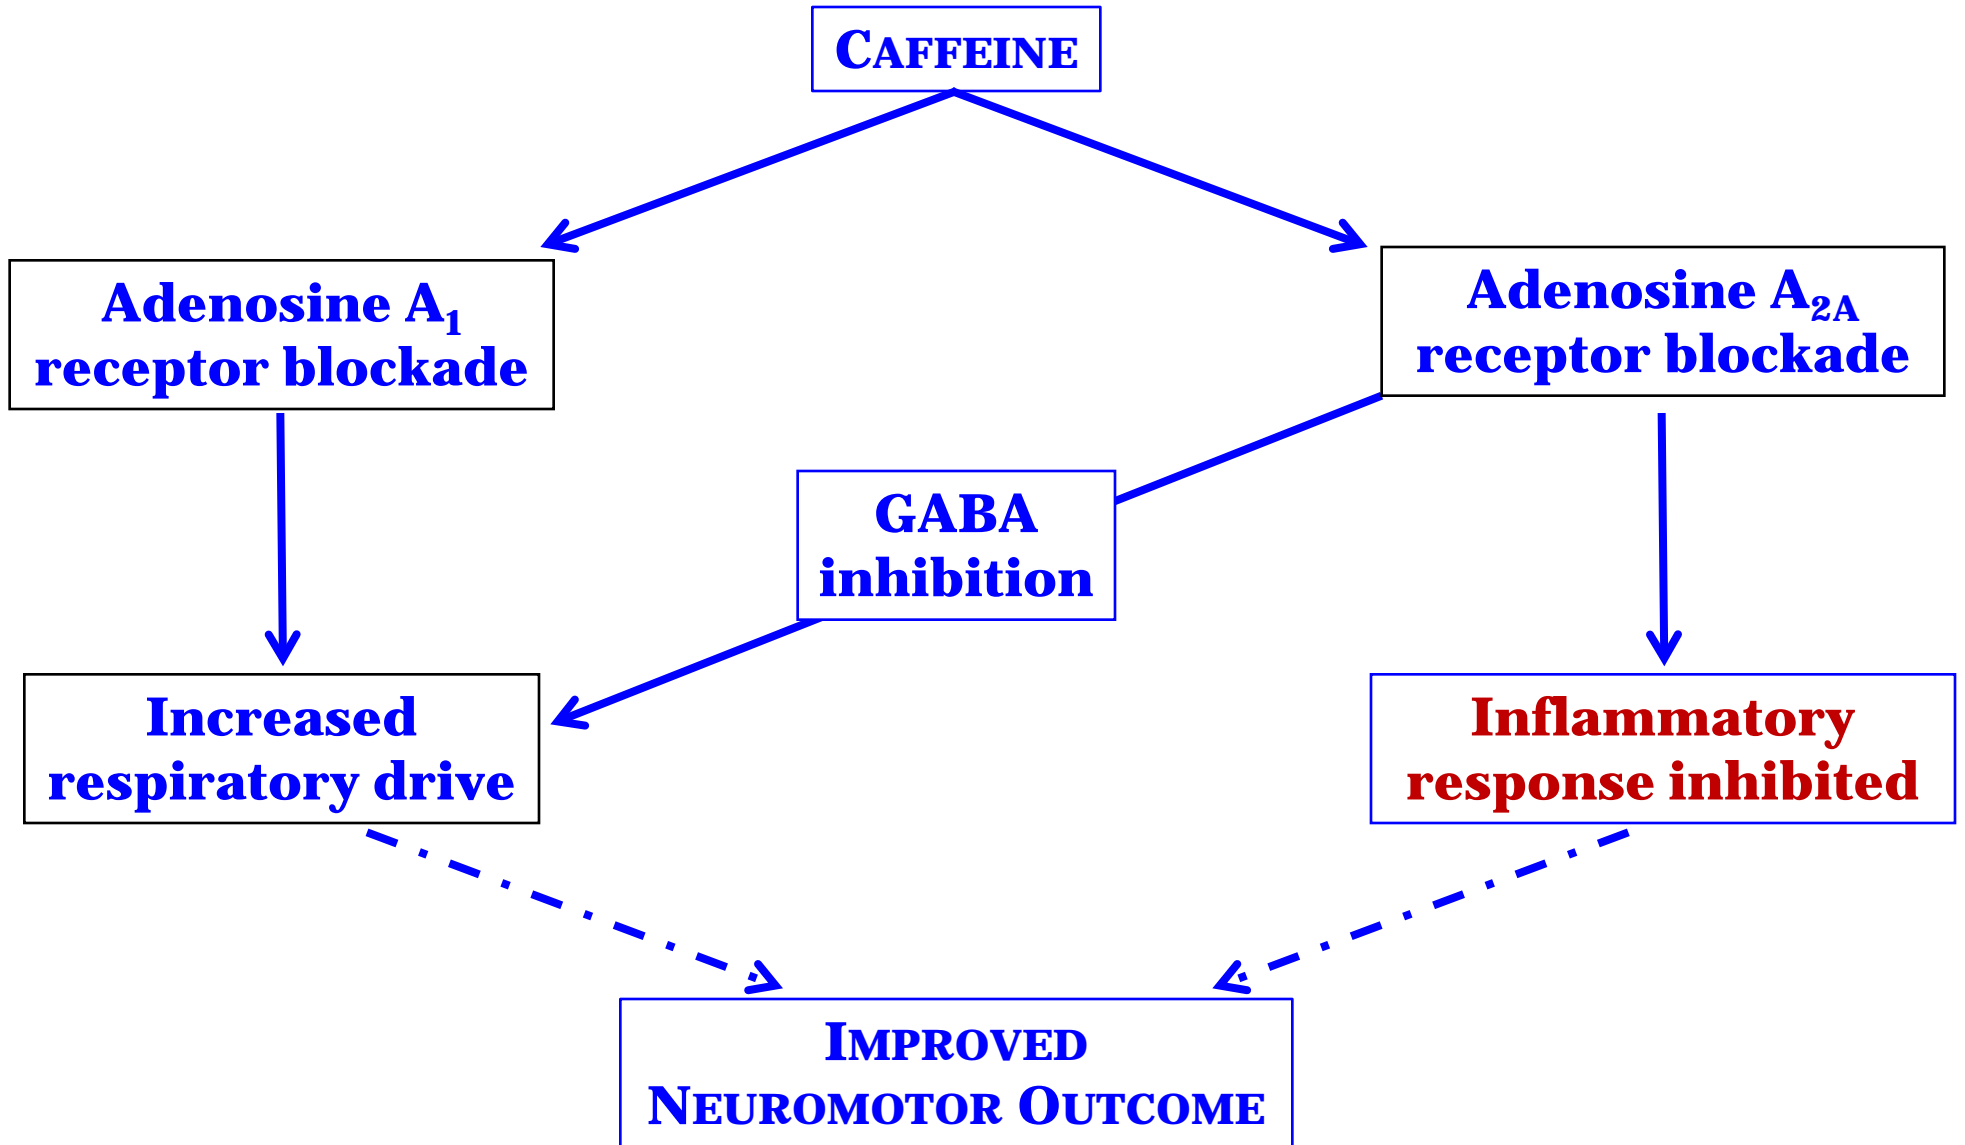 CAFFEINE
Adenosine A₁
receptor blockade
Adenosine A₂A
receptor blockade
GABA
inhibition
Increased
respiratory drive
Inflammatory
response inhibited
IMPROVED
NEUROMOTOR OUTCOME